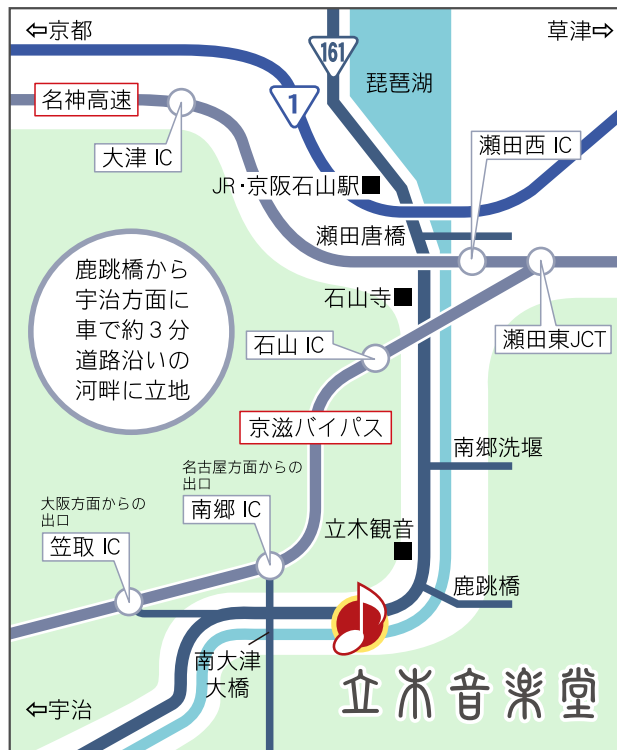 ⇦京都
草津⇨
161
琵琶湖
名神高速
1
大津 IC
瀬田西 IC
JR・京阪石山駅
瀬田唐橋
鹿跳橋から
宇治方面に
車で約３分
道路沿いの
河畔に立地
石山寺
石山 IC
瀬田東JCT
京滋バイパス
南郷洗堰
名古屋方面からの
出口
南郷 IC
大阪方面からの
出口
笠取 IC
立木観音
鹿跳橋
南大津
大橋
立木音楽堂
⇦宇治